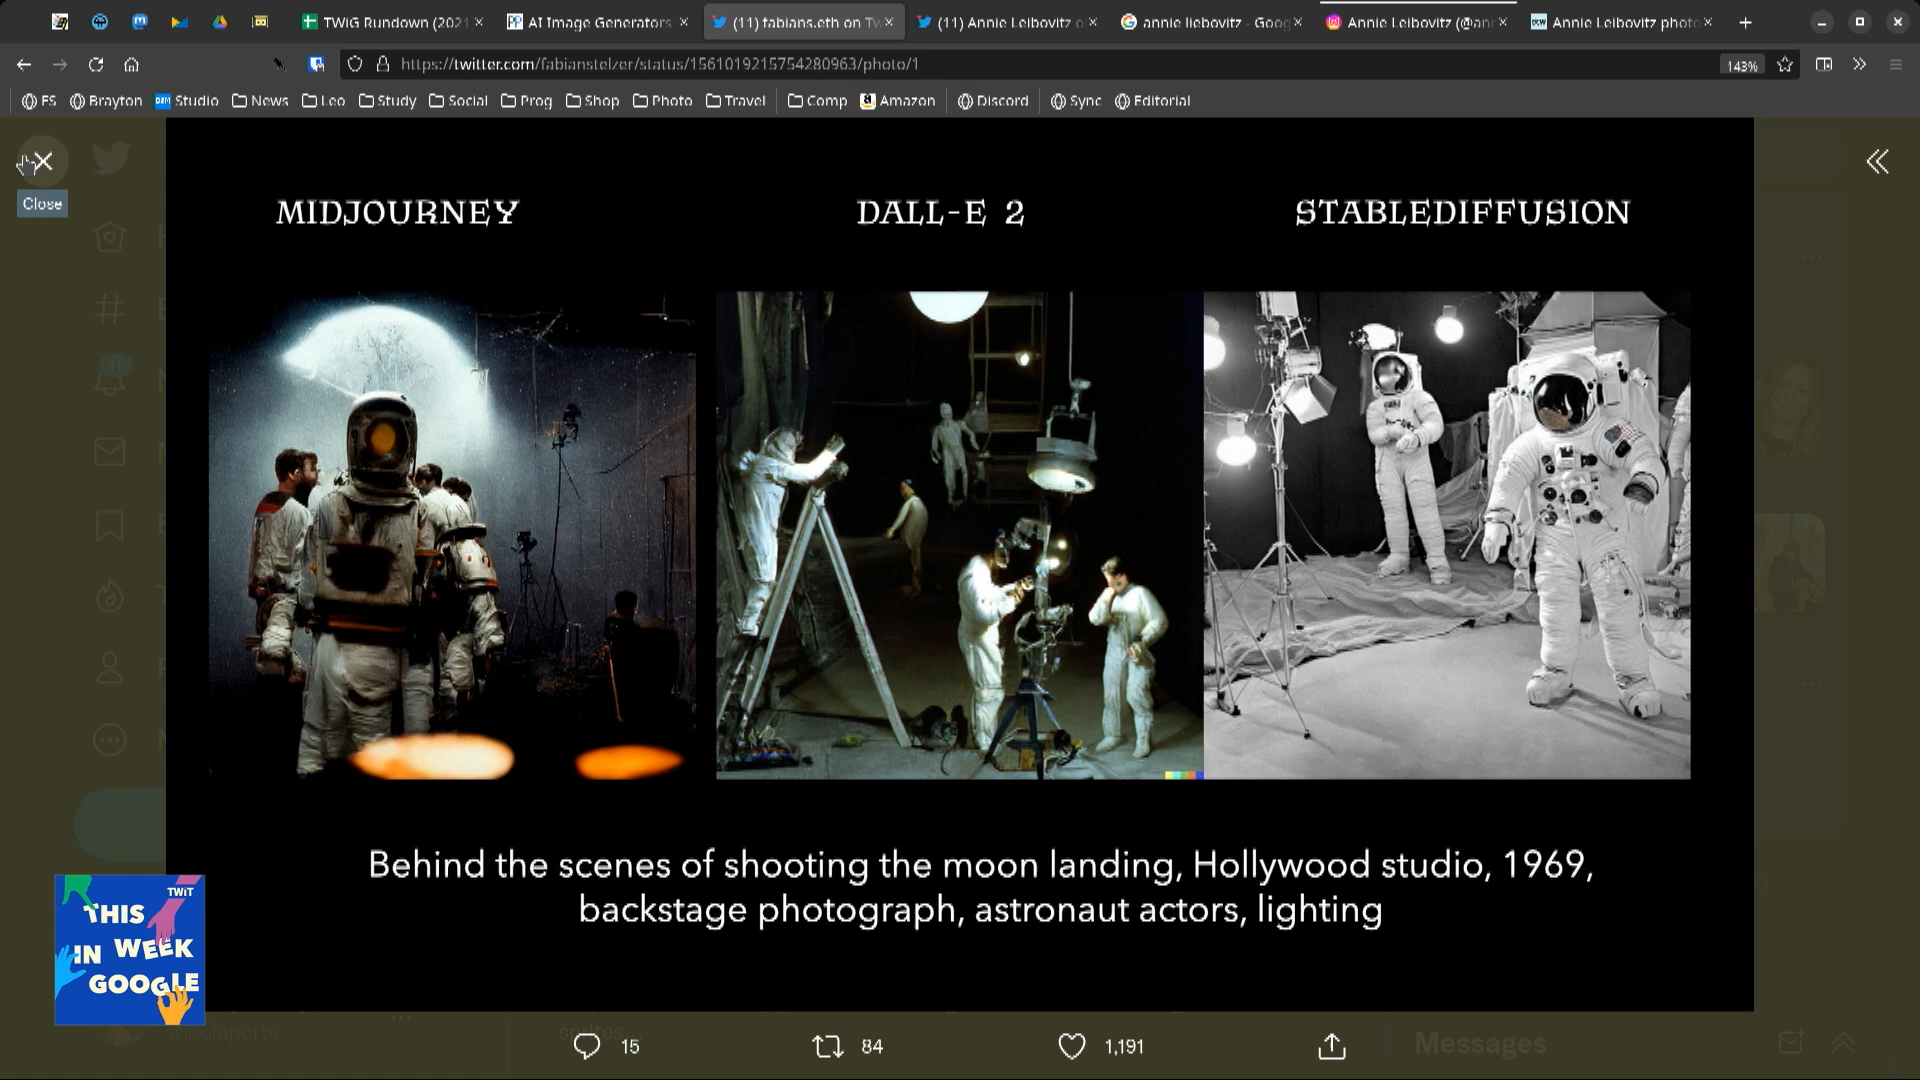 TWiG Rundown (2021
AI Image Generators
(11) fabians.eth on Tw
(11) Annie Leibovitz o
annie liebovitz - Goog
Annie Leibovitz (@ann
Annie Leibovitz photo
https://twitter.com/fabianstelzer/status/1561019215754280963/photo/1
143%
FS
Brayton
Studio
News
Leo
Study
Social
Prog
Shop
Photo
Travel
Comp
Amazon
Discord
Sync
Editorial
Close
MIDJOURNEY
DALL-E 2
STABLEDIFFUSION
Behind the scenes of shooting the moon landing, Hollywood studio, 1969,
backstage photograph, astronaut actors, lighting
TWiT
THIS
IN WEEK
GOOGLE
sprites
15
84
1,191
Messages